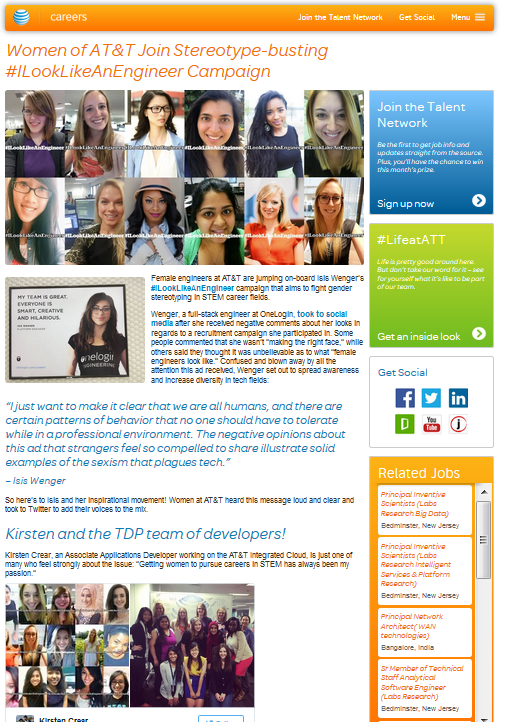 careers
Join the Talent Network
Get Social
Menu
Women of AT&T Join Stereotype-busting
#ILookLikeAnEngineer Campaign
#ILookLikeAnEngineer
#ILookLikeAnEngineer
Female engineers at AT&T are jumping on-board Isis Wenger's
#ILookLikeAnEngineer campaign that aims to fight gender
stereotyping in STEM career fields.
MY TEAM IS GREAT.
EVERYONE IS
SMART, CREATIVE
AND HILARIOUS.
onelogin
ENGINEERING
Wenger, a full-stack engineer at OneLogin, took to social
media after she received negative comments about her looks in
regards to a recruitment campaign she participated in. Some
people commented that she wasn't "making the right face," while
others said they thought it was unbelievable as to what "female
engineers look like." Confused and blown away by all the
attention this ad received, Wenger set out to spread awareness
and increase diversity in tech fields:
“I just want to make it clear that we are all humans, and there are
certain patterns of behavior that no one should have to tolerate
while in a professional environment. The negative opinions about
this ad that strangers feel so compelled to share illustrate solid
examples of the sexism that plagues tech.”
– Isis Wenger
So here's to Isis and her inspirational movement! Women at AT&T heard this message loud and clear and
took to Twitter to add their voices to the mix.
Kirsten and the TDP team of developers!
Kirsten Crear, an Associate Applications Developer working on the AT&T Integrated Cloud, is just one of
many who feel strongly about the issue: "Getting women to pursue careers in STEM has always been my
passion."
Kirsten Crear
Join the Talent
Network
Be the first to get job info and
updates straight from the source.
Plus, you'll have the chance to win
this month's prize.
Sign up now
#LifeatATT
Life is pretty good around here.
But don't take our word for it – see
for yourself what it's like to be part
of our team.
Get an inside look
Get Social
You
Tube
Related Jobs
Principal Inventive
Scientists (Labs
Research Big Data)
Bedminster, New Jersey
Principal Inventive
Scientists (Labs
Research Intelligent
Services & Platform
Research)
Bedminster, New Jersey
Principal Network
Architect( WAN
technologies)
Bangalore, India
Sr Member of Technical
Staff Analytical
Software Engineer
(Labs Research)
Bedminster, New Jersey